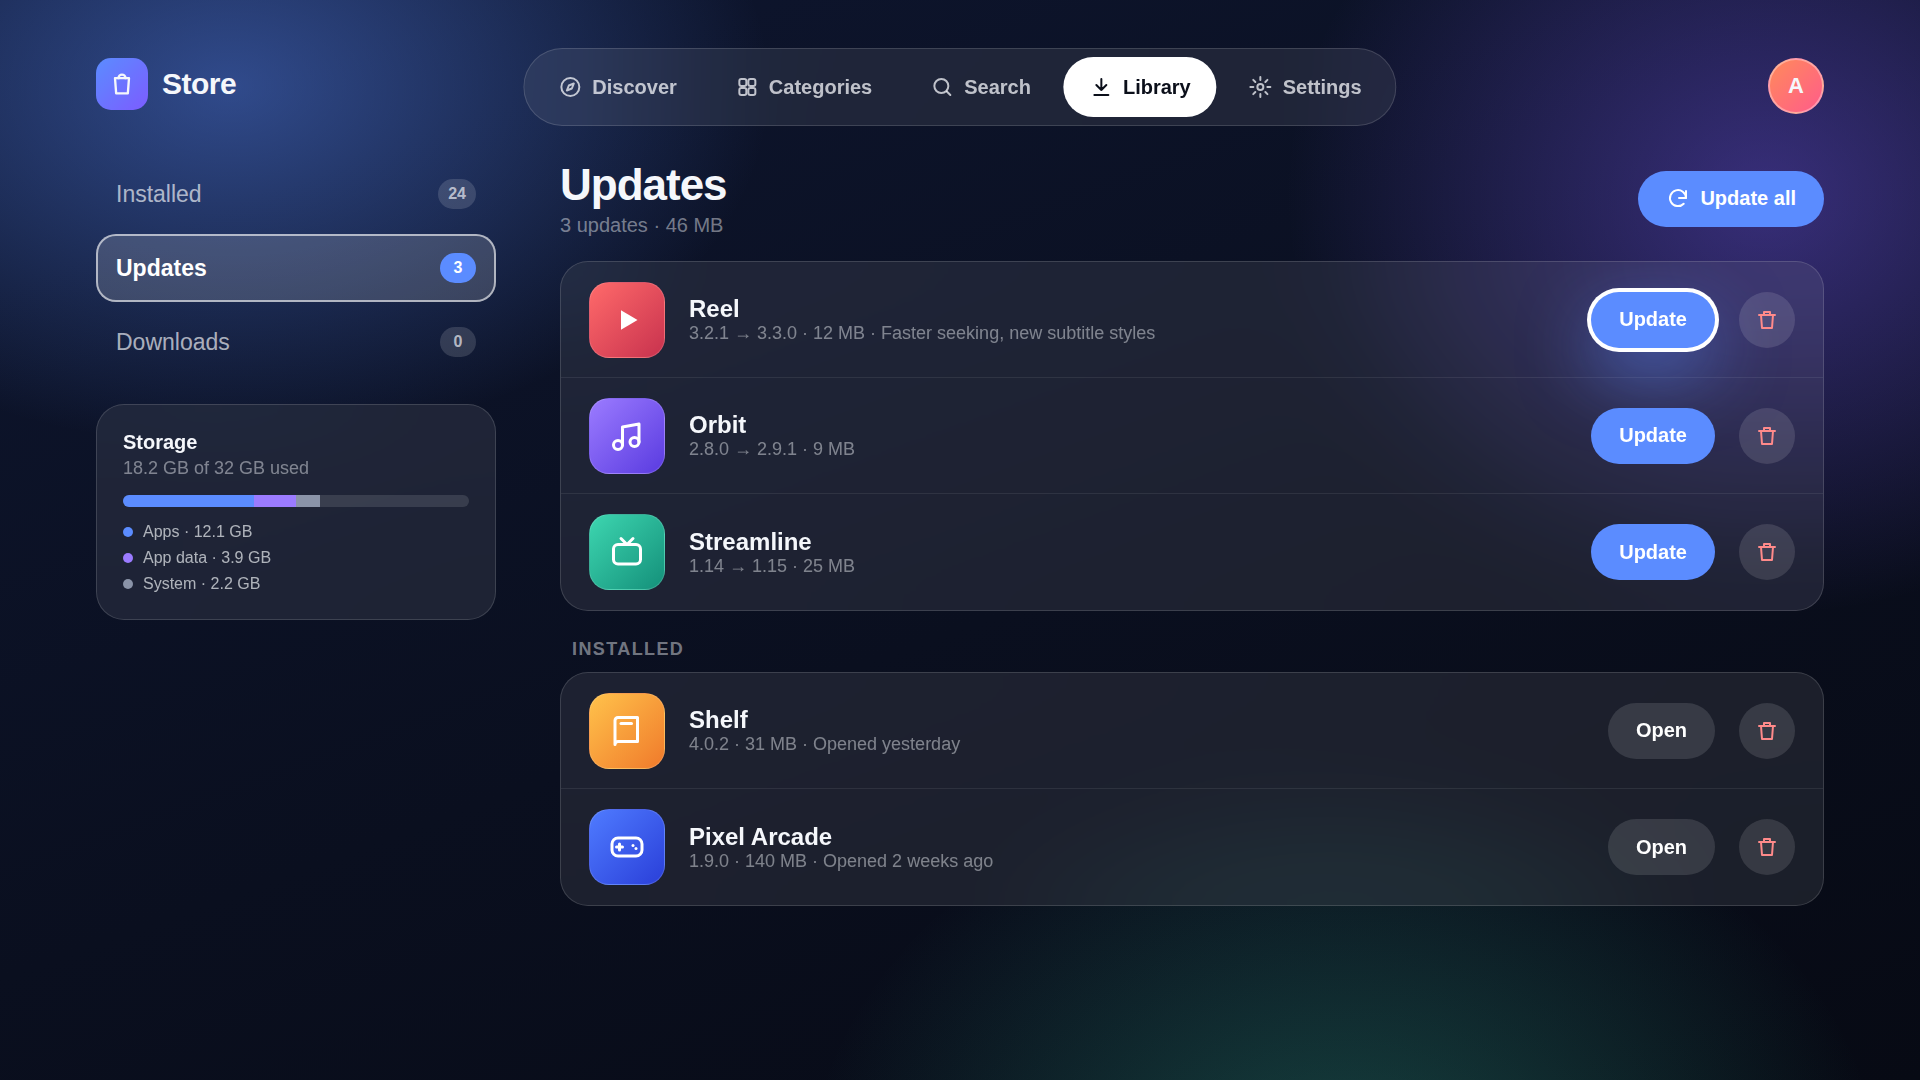 Store
Discover
Categories
Search
Library
Settings
A
Installed 24
Updates 3
Downloads 0
Storage
18.2 GB of 32 GB used
Apps · 12.1 GB
App data · 3.9 GB
System · 2.2 GB
Updates
3 updates · 46 MB
Update all
Reel
3.2.1 → 3.3.0 · 12 MB · Faster seeking, new subtitle styles
Update
Orbit
2.8.0 → 2.9.1 · 9 MB
Update
Streamline
1.14 → 1.15 · 25 MB
Update
INSTALLED
Shelf
4.0.2 · 31 MB · Opened yesterday
Open
Pixel Arcade
1.9.0 · 140 MB · Opened 2 weeks ago
Open